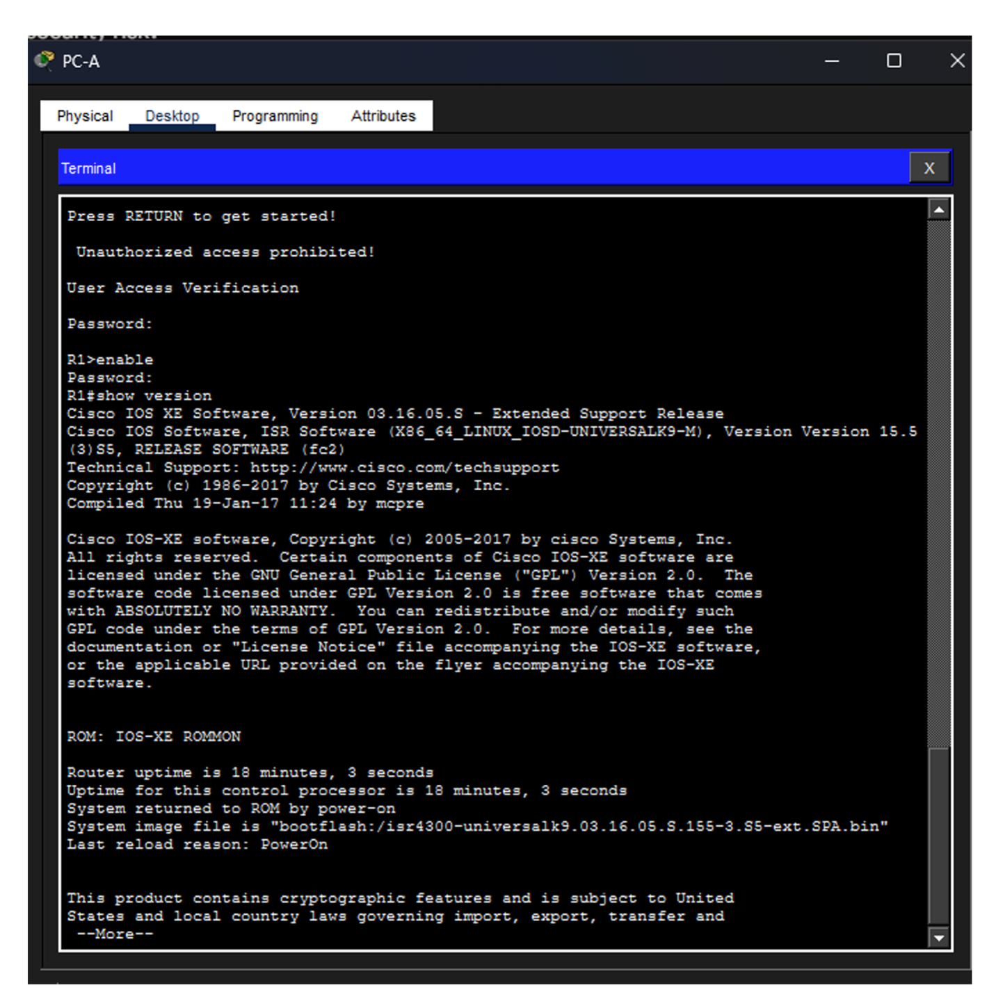 PC-A
Physical Desktop Programming Attributes
Terminal X
Press RETURN to get started!
Unauthorized access prohibited!
User Access Verification
Password:
R1>enable
Password:
R1#show version
Cisco IOS XE Software, Version 03.16.05.S - Extended Support Release
Cisco IOS Software, ISR Software (X86_64_LINUX_IOSD-UNIVERSALK9-M), Version Version 15.5
(3)S5, RELEASE SOFTWARE (fc2)
Technical Support: http://www.cisco.com/techsupport
Copyright (c) 1986-2017 by Cisco Systems, Inc.
Compiled Thu 19-Jan-17 11:24 by mcpre
Cisco IOS-XE software, Copyright (c) 2005-2017 by cisco Systems, Inc.
All rights reserved.  Certain components of Cisco IOS-XE software are
licensed under the GNU General Public License ("GPL") Version 2.0.  The
software code licensed under GPL Version 2.0 is free software that comes
with ABSOLUTELY NO WARRANTY.  You can redistribute and/or modify such
GPL code under the terms of GPL Version 2.0.  For more details, see the
documentation or "License Notice" file accompanying the IOS-XE software,
or the applicable URL provided on the flyer accompanying the IOS-XE
software.
ROM: IOS-XE ROMMON
Router uptime is 18 minutes, 3 seconds
Uptime for this control processor is 18 minutes, 3 seconds
System returned to ROM by power-on
System image file is "bootflash:/isr4300-universalk9.03.16.05.S.155-3.S5-ext.SPA.bin"
Last reload reason: PowerOn
This product contains cryptographic features and is subject to United
States and local country laws governing import, export, transfer and
--More--